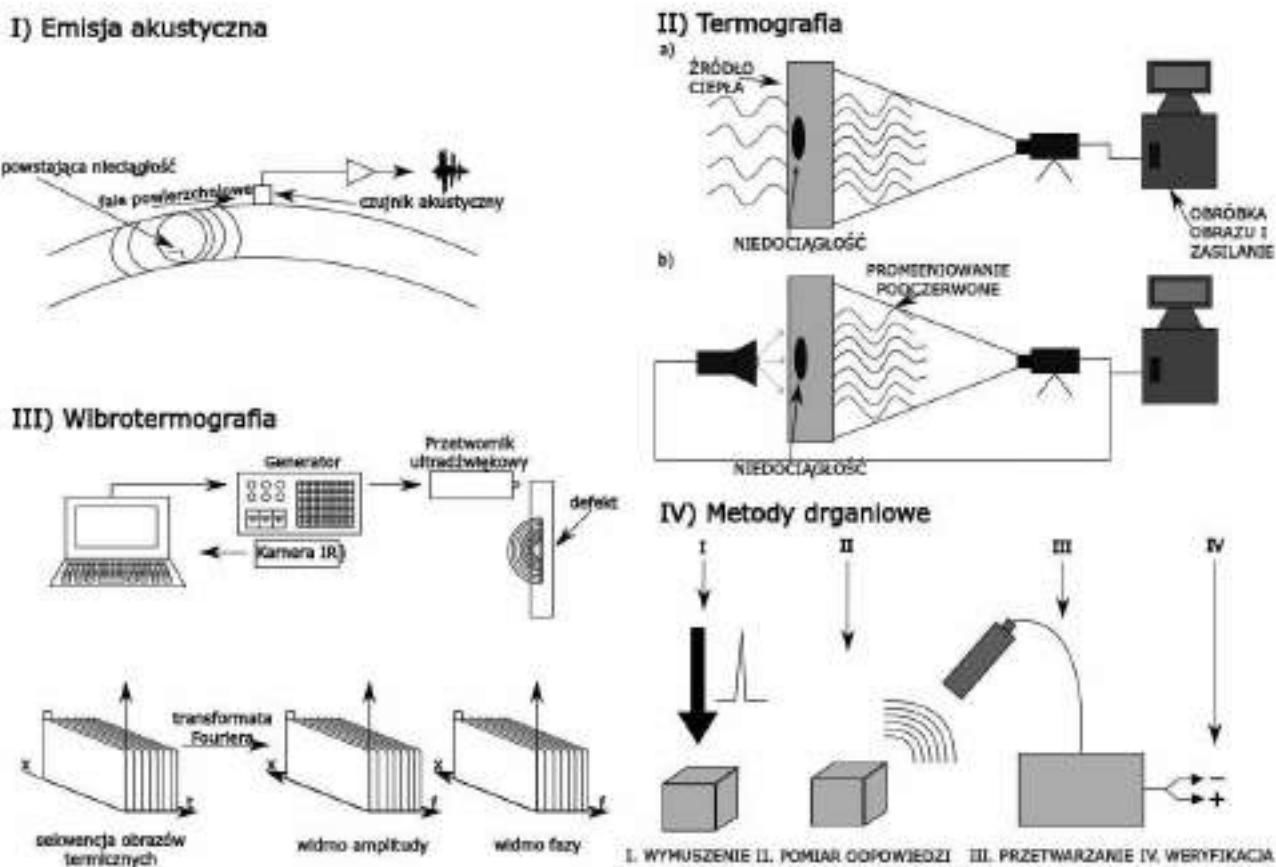 I) Emisja akustyczna
powstająca nieciągłość
fale powierzchniowe
czujnik akustyczny
II) Termografia
a)
ŹRÓDŁO
CIEPŁA
NIEDOCIĄGŁOŚĆ
OBRÓBKA
OBRAZU I
ZASILANIE
b)
PROMIENIOWANIE
PODCZERWONE
NIEDOCIĄGŁOŚĆ
III) Wibrotermografia
Generator
Przetwornik
ultradźwiękowy
defekt
Kamera IR
transformata
Fouriera
X
X
X
f
f
sekwencja obrazów
termicznych
widmo amplitudy
widmo fazy
IV) Metody drganiowe
I II III IV
−
+
I. WYMUSZENIE II. POMIAR ODPOWIEDZI III. PRZETWARZANIE IV. WERYFIKACJA